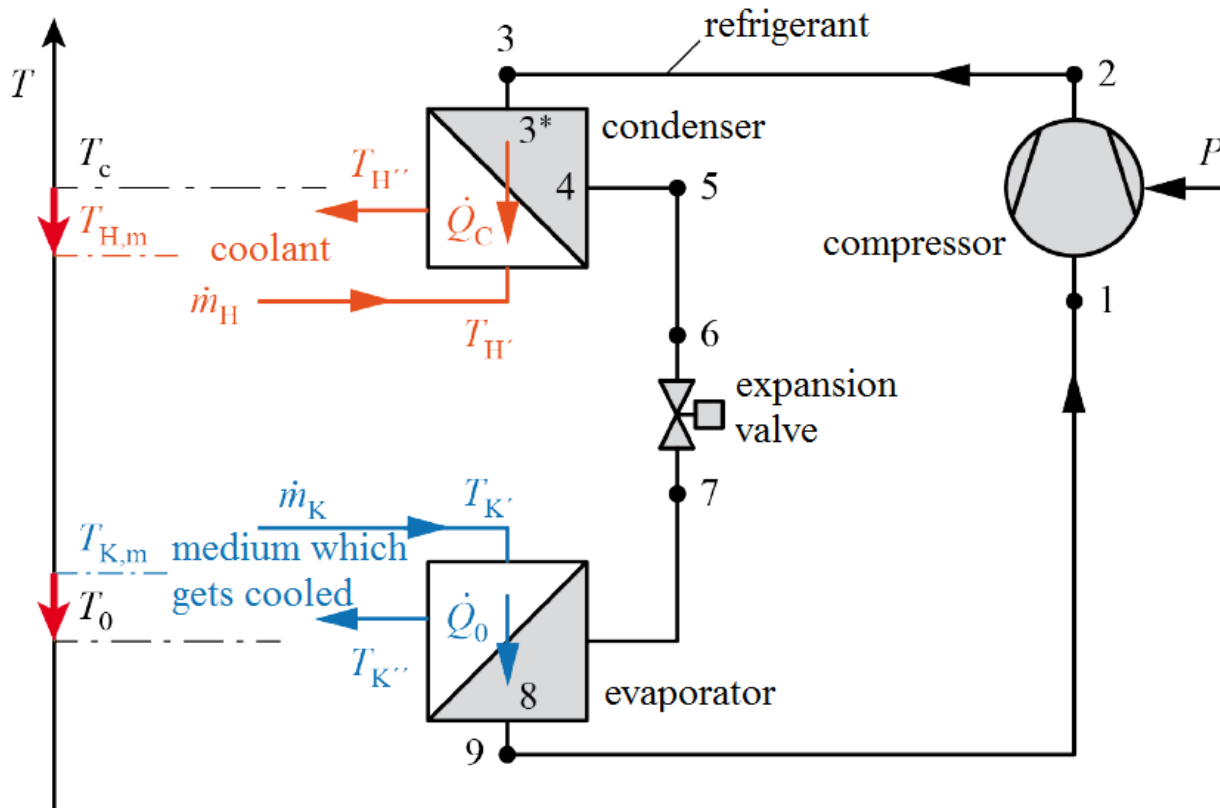 refrigerant
3
2
T
3*
condenser
T_c
T_H´´
P
4
5
T_H,m
Q̇_C
coolant
compressor
ṁ_H
1
T_H´
6
expansion
valve
ṁ_K
T_K´
7
T_K,m
medium which
gets cooled
T_0
Q̇_0
T_K´´
8
evaporator
9